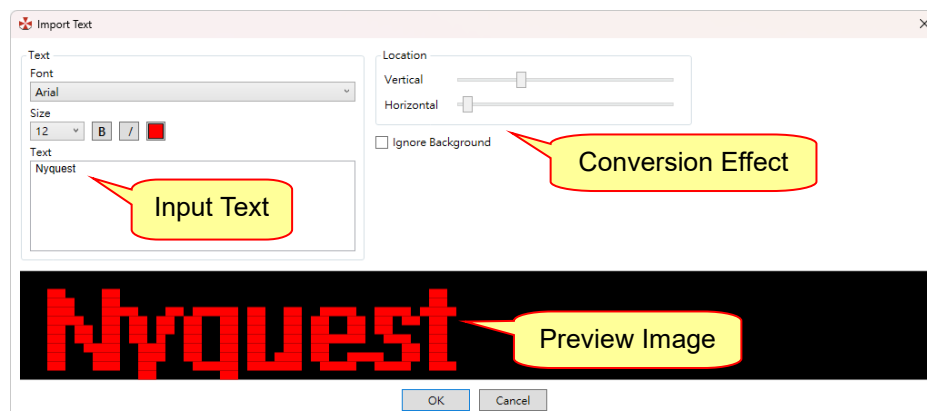 Import Text
Text
Font
Arial
Size
12 B /
Text
Nyquest
Input Text
Location
Vertical
Horizontal
Ignore Background
Conversion Effect
Nyquest
Preview Image
OK Cancel